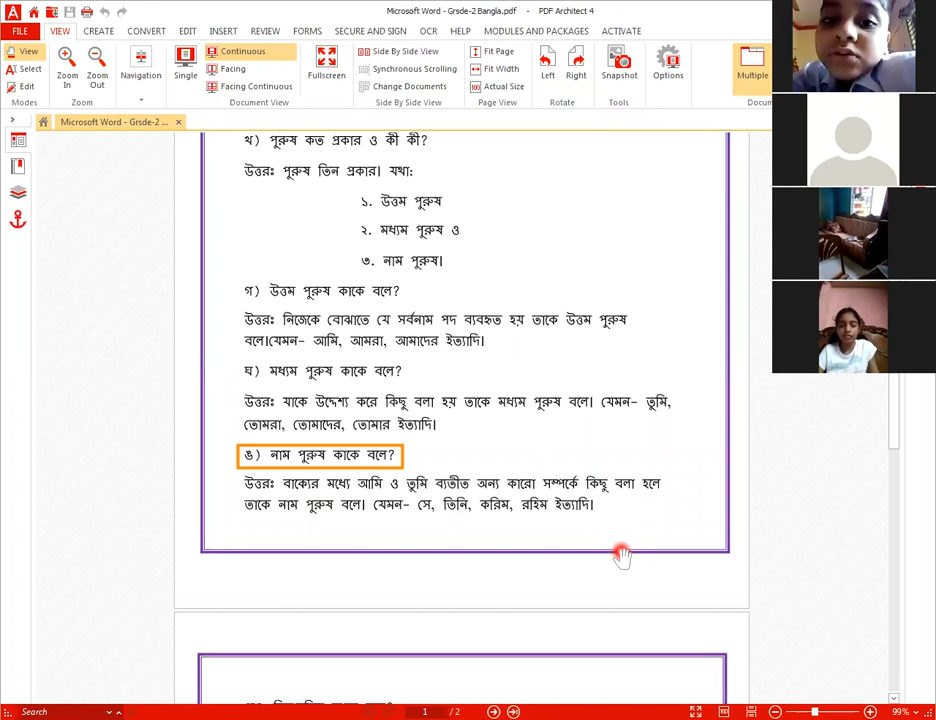 Microsoft Word - Grsde-2 Bangla.pdf - PDF Architect 4
FILE VIEW CREATE CONVERT EDIT INSERT REVIEW FORMS SECURE AND SIGN OCR HELP MODULES AND PACKAGES ACTIVATE
View
Select
Edit
Modes
Zoom In
Zoom Out
Zoom
Navigation
Single
Continuous
Facing
Facing Continuous
Document View
Fullscreen
Side By Side View
Synchronous Scrolling
Change Documents
Side By Side View
Fit Page
Fit Width
Actual Size
Page View
Left
Right
Rotate
Snapshot
Tools
Options
Multiple
Microsoft Word - Grsde-2 ...
খ) পুরুষ কত প্রকার ও কী কী?
উত্তরঃ পুরুষ তিন প্রকার। যথা:
১. উত্তম পুরুষ
২. মধ্যম পুরুষ ও
৩. নাম পুরুষ।
গ) উত্তম পুরুষ কাকে বলে?
উত্তরঃ নিজেকে বোঝাতে যে সর্বনাম পদ ব্যবহৃত হয় তাকে উত্তম পুরুষ
বলে।যেমন- আমি, আমরা, আমাদের ইত্যাদি।
ঘ) মধ্যম পুরুষ কাকে বলে?
উত্তরঃ যাকে উদ্দেশ্য করে কিছু বলা হয় তাকে মধ্যম পুরুষ বলে। যেমন- তুমি,
তোমরা, তোমাদের, তোমার ইত্যাদি।
ঙ) নাম পুরুষ কাকে বলে?
উত্তরঃ বাক্যের মধ্যে আমি ও তুমি ব্যতীত অন্য কারো সম্পর্কে কিছু বলা হলে
তাকে নাম পুরুষ বলে। যেমন- সে, তিনি, করিম, রহিম ইত্যাদি।
Search
1 / 2
99%